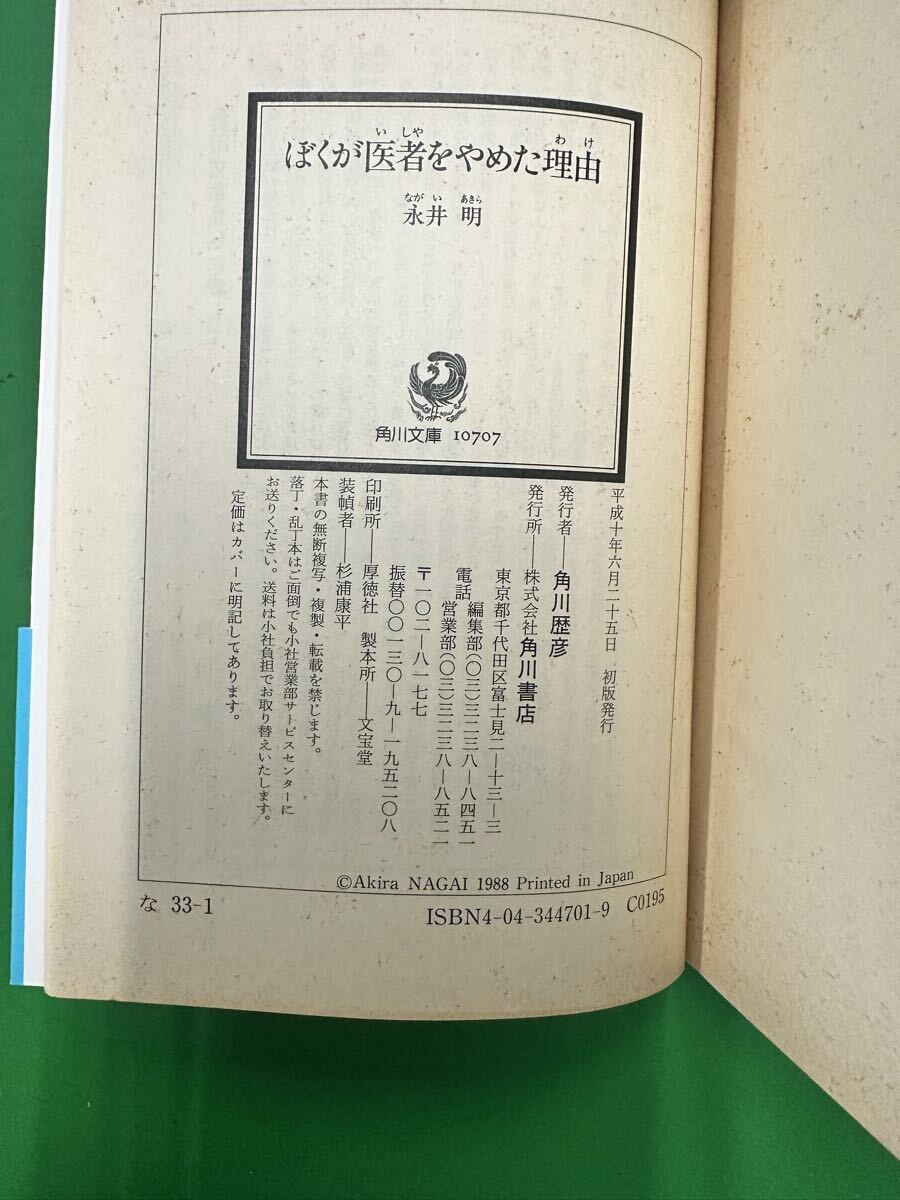 ぼくが医者をやめた理由
いしや
わけ
永井 明
ながい あきら
角川文庫 10707
平成十年六月二十五日 初版発行
発行者――角川歴彦
発行所――株式会社角川書店
東京都千代田区富士見二―十三―三
電話 編集部(〇三)三二三八―八四五一
営業部(〇三)三二三八―八五二一
〒一〇二―八一七七
振替〇〇一三〇―九―一九五二〇八
印刷所――厚徳社 製本所――文宝堂
装幀者――杉浦康平
本書の無断複写・複製・転載を禁じます。
落丁・乱丁本はご面倒でも小社営業部サービスセンターに
お送りください。送料は小社負担でお取り替えいたします。
定価はカバーに明記してあります。
©Akira NAGAI 1988 Printed in Japan
な 33-1
ISBN4-04-344701-9 C0195